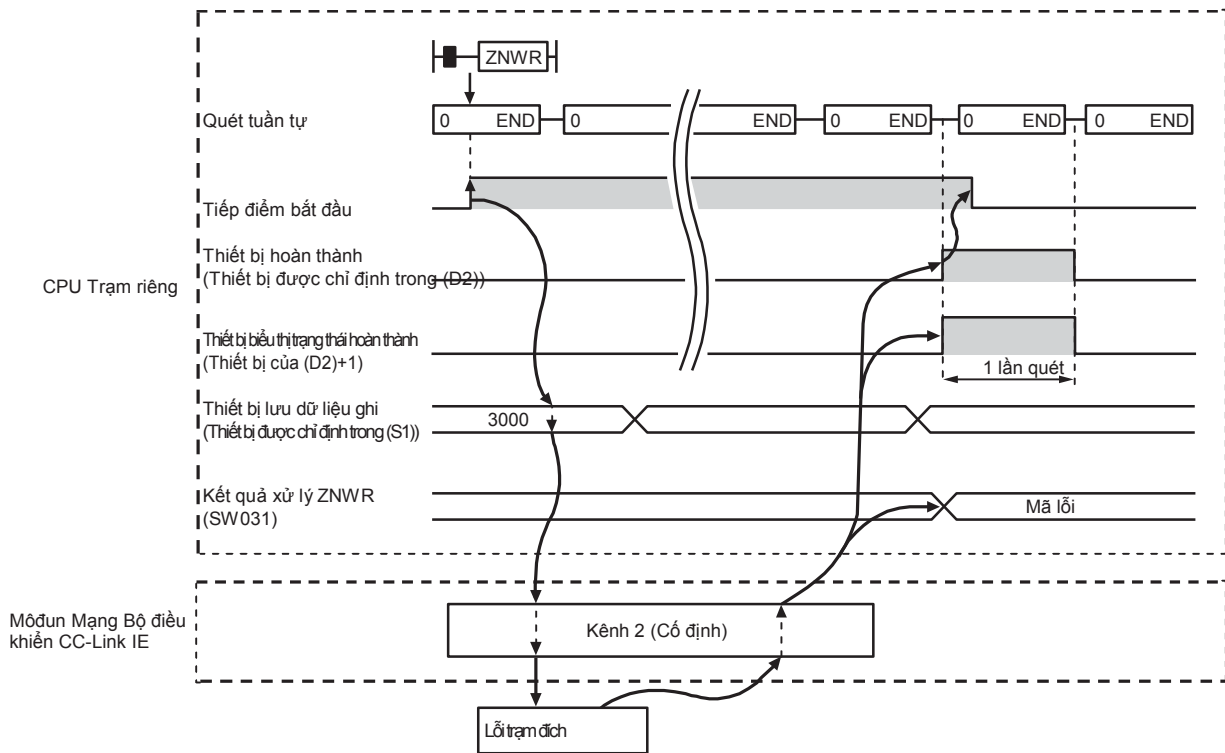 ZNWR
Quét tuần tự
0 END 0 END 0 END 0 END 0 END
Tiếp điểm bắt đầu
Thiết bị hoàn thành
(Thiết bị được chỉ định trong (D2))
CPU Trạm riêng
Thiết bị biểu thị trạng thái hoàn thành
(Thiết bị của (D2)+1)
1 lần quét
Thiết bị lưu dữ liệu ghi
(Thiết bị được chỉ định trong (S1))
3000
Kết quả xử lý ZNWR
(SW031)
Mã lỗi
Môđun Mạng Bộ điều
khiển CC-Link IE
Kênh 2 (Cố định)
Lỗi trạm đích